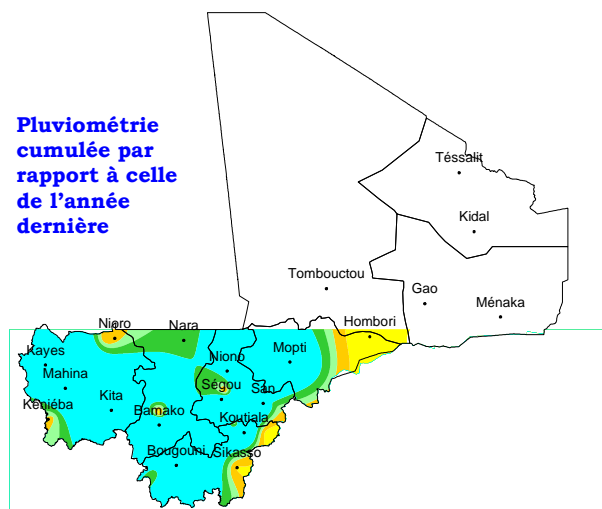 Pluviométrie
cumulée par
rapport à celle
de l'année
dernière
Téssalit
Kidal
Tombouctou
Gao
Ménaka
Hombori
Nioro
Nara
Kayes
Niono
Mopti
Mahina
Ségou
San
Kéniéba
Kita
Bamako
Koutiala
Bougouni
Sikasso